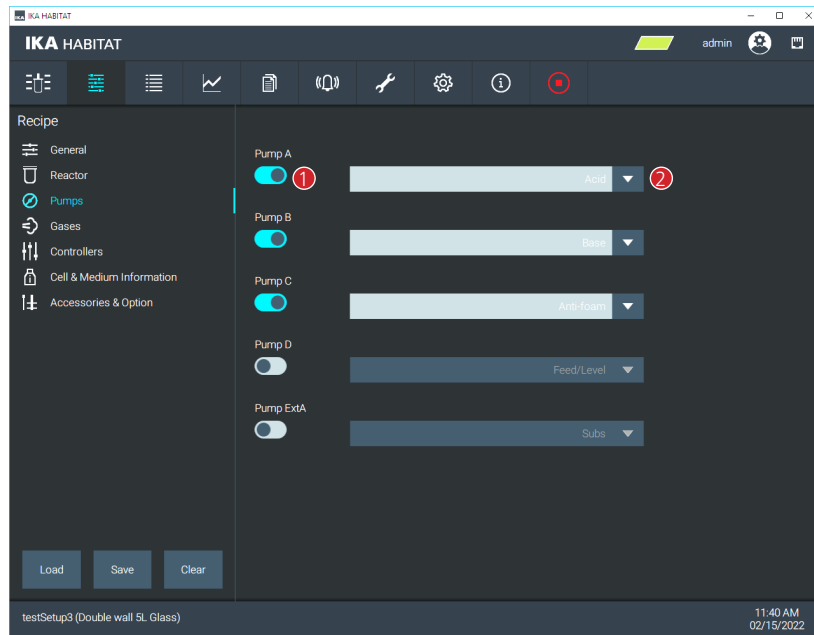 IKA HABITAT
IKA HABITAT
admin
Recipe
General
Reactor
Pumps
Gases
Controllers
Cell & Medium Information
Accessories & Option
Pump A
1
Acid
2
Pump B
Base
Pump C
Anti-foam
Pump D
Feed/Level
Pump ExtA
Subs
Load
Save
Clear
testSetup3 (Double wall 5L Glass)
11:40 AM
02/15/2022